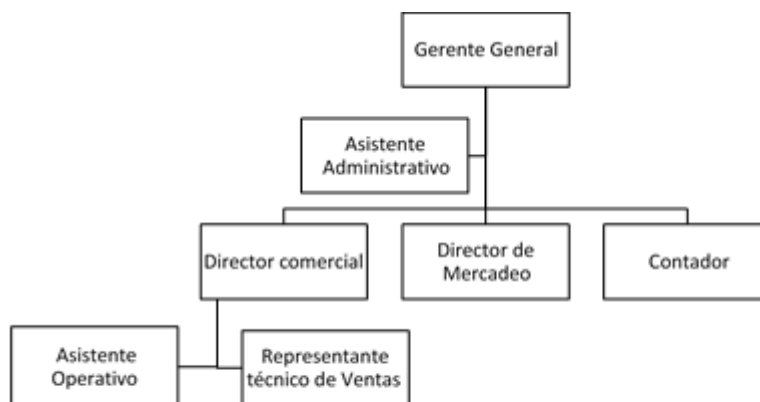 Gerente General
Asistente
Administrativo
Director comercial
Director de
Mercadeo
Contador
Asistente
Operativo
Representante
técnico de Ventas